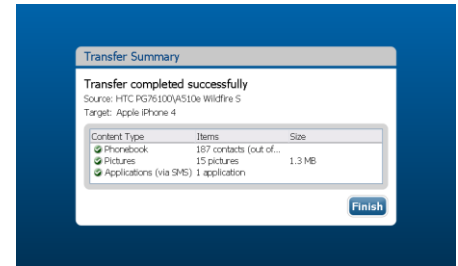 Transfer Summary
Transfer completed successfully
Source: HTC PG76100\A510e Wildfire S
Target: Apple iPhone 4
Content Type Items Size
Phonebook 187 contacts (out of...
Pictures 15 pictures 1.3 MB
Applications (via SMS) 1 application
Finish